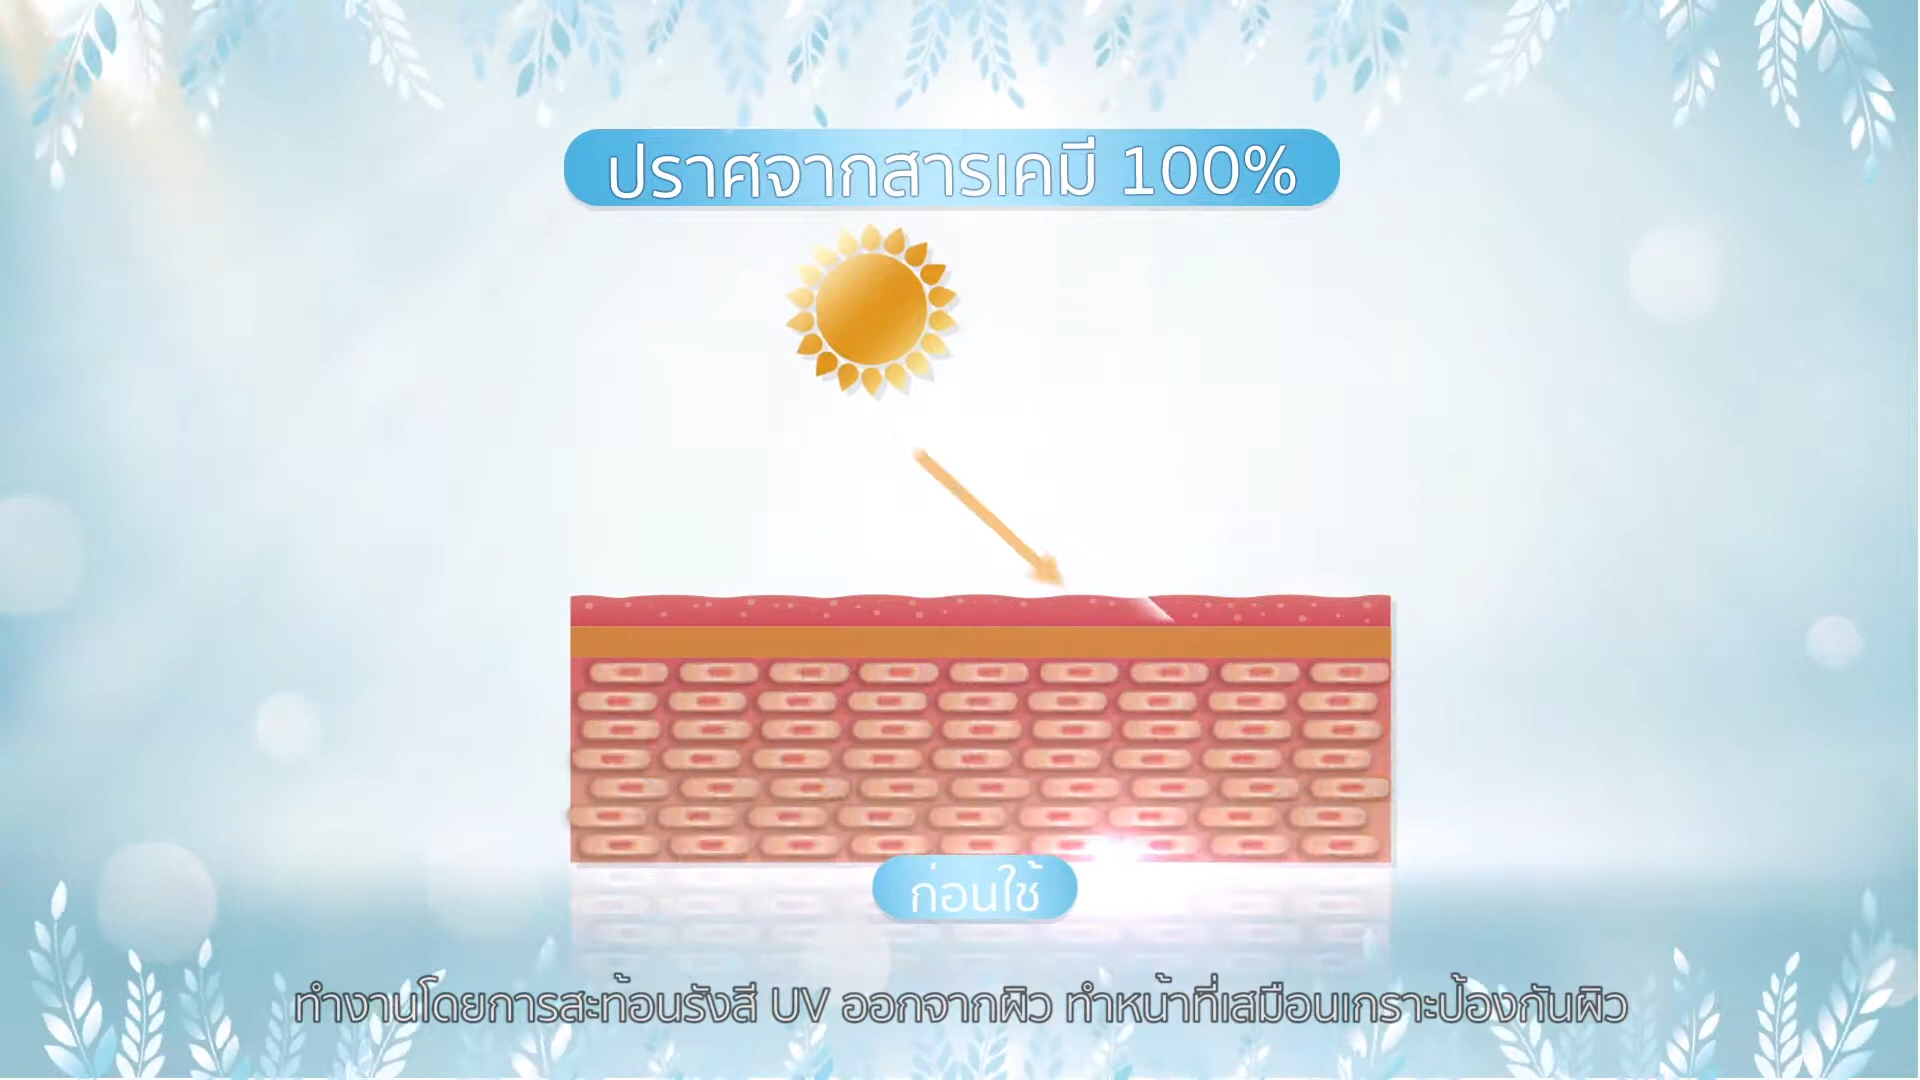 ปราศจากสารเคมี 100%
ก่อนใช้
ทำงานโดยการสะท้อนรังสี UV ออกจากผิว ทำหน้าที่เสมือนเกราะป้องกันผิว